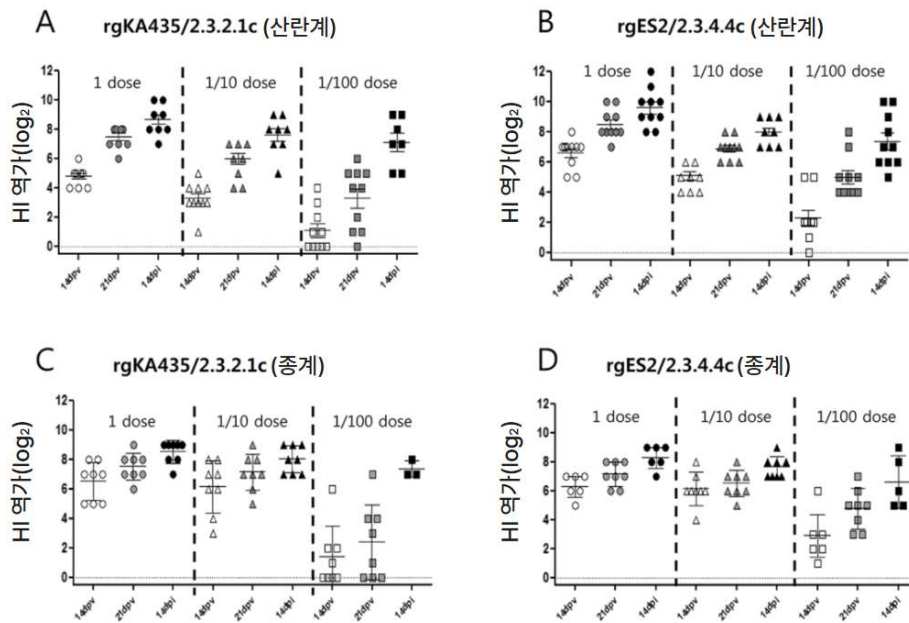 A
rgKA435/2.3.2.1c (산란계)
HI 역가(log₂)
12
10
8
6
4
2
0
1 dose
1/10 dose
1/100 dose
14dpv
21dpv
14dpi
14dpv
21dpv
14dpi
14dpv
21dpv
14dpi
B
rgES2/2.3.4.4c (산란계)
HI 역가(log₂)
12
10
8
6
4
2
0
1 dose
1/10 dose
1/100 dose
14dpv
21dpv
14dpi
14dpv
21dpv
14dpi
14dpv
21dpv
14dpi
C
rgKA435/2.3.2.1c (종계)
HI 역가(log₂)
12
10
8
6
4
2
0
1 dose
1/10 dose
1/100 dose
14dpv
21dpv
14dpi
14dpv
21dpv
14dpi
14dpv
21dpv
14dpi
D
rgES2/2.3.4.4c (종계)
HI 역가(log₂)
12
10
8
6
4
2
0
1 dose
1/10 dose
1/100 dose
14dpv
21dpv
14dpi
14dpv
21dpv
14dpi
14dpv
21dpv
14dpi